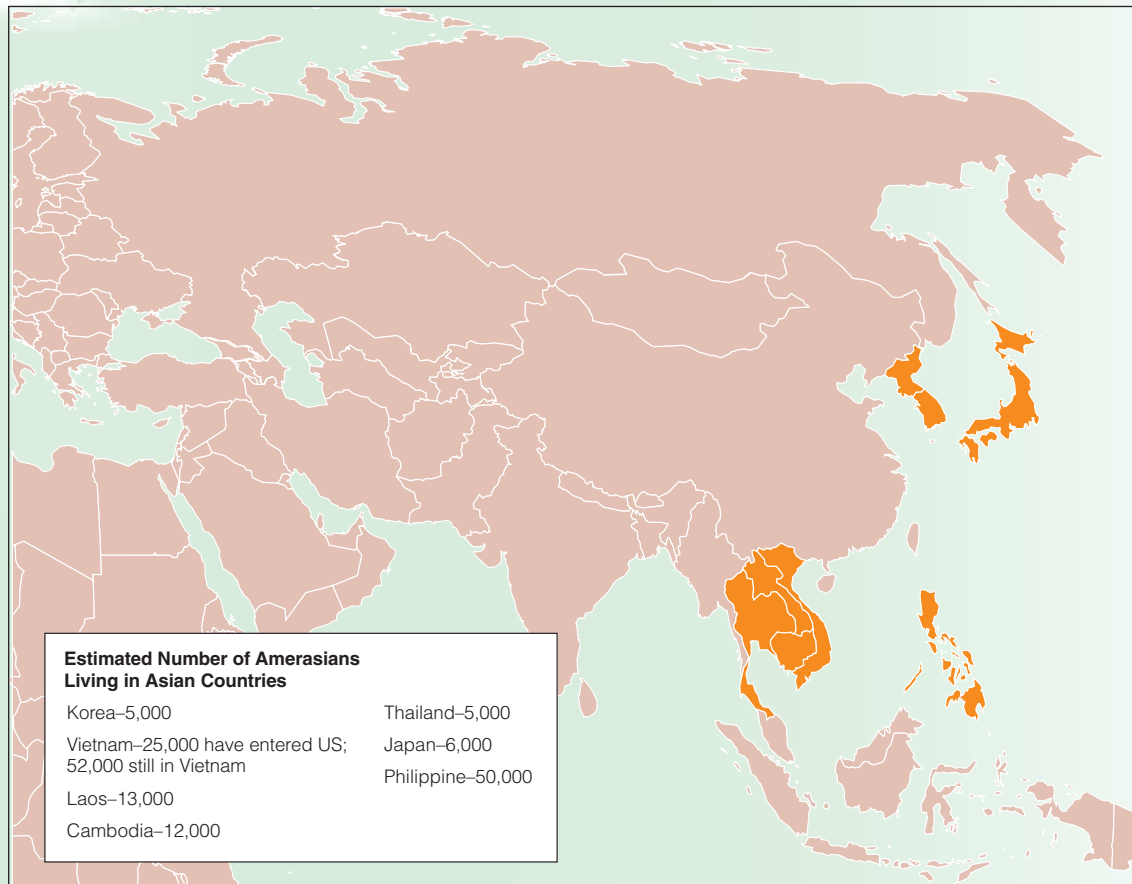 Estimated Number of Amerasians
Living in Asian Countries
Korea–5,000
Vietnam–25,000 have entered US;
52,000 still in Vietnam
Laos–13,000
Cambodia–12,000
Thailand–5,000
Japan–6,000
Philippine–50,000